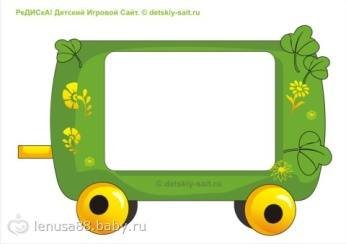 РеДИСкА! Детский Игровой Сайт. © detskiy-sait.ru
© detskiy-sait.ru
lenusa88.baby.ru